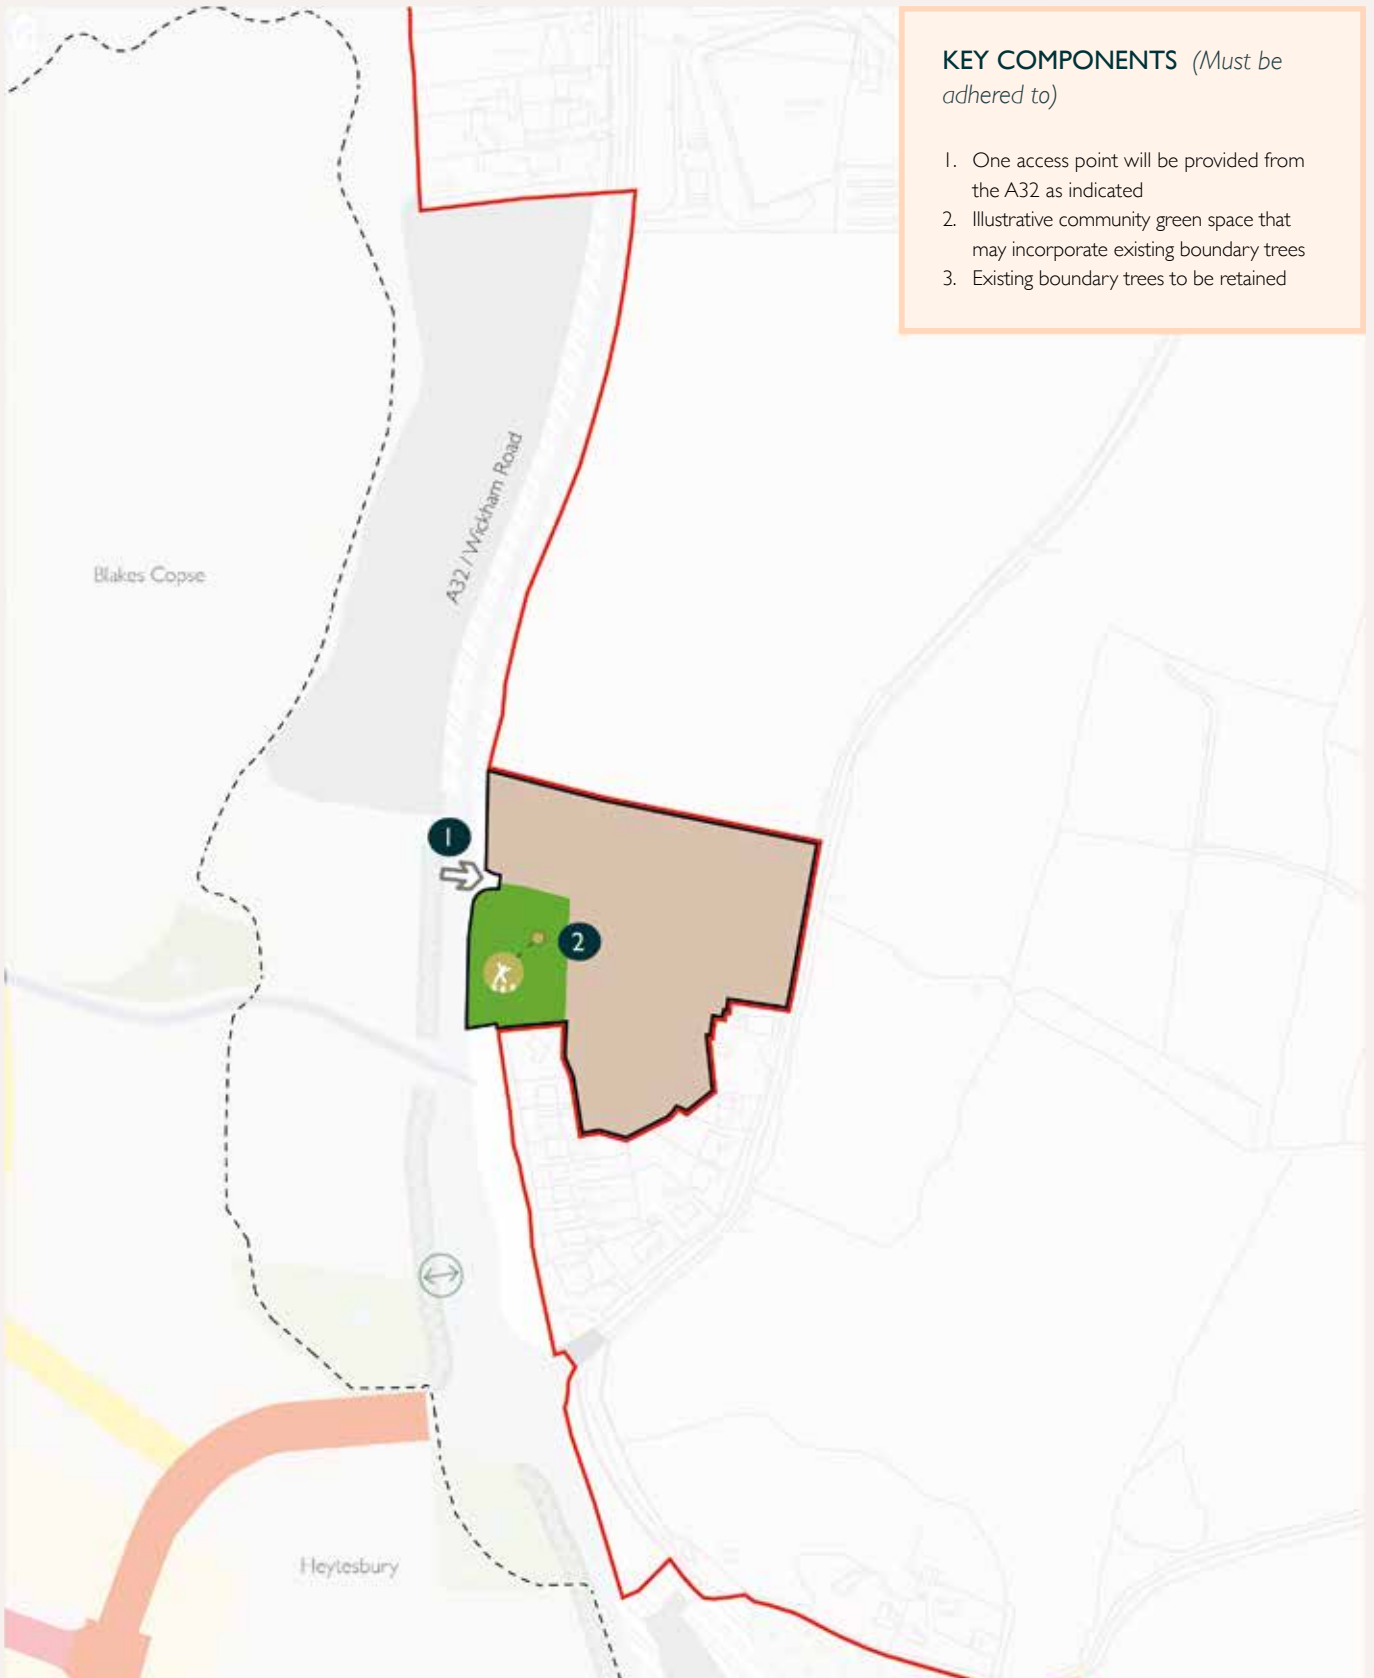 KEY COMPONENTS (Must be
adhered to)
1. One access point will be provided from
the A32 as indicated
2. Illustrative community green space that
may incorporate existing boundary trees
3. Existing boundary trees to be retained
A32 / Wickham Road
Blakes Copse
1
2
Heytesbury